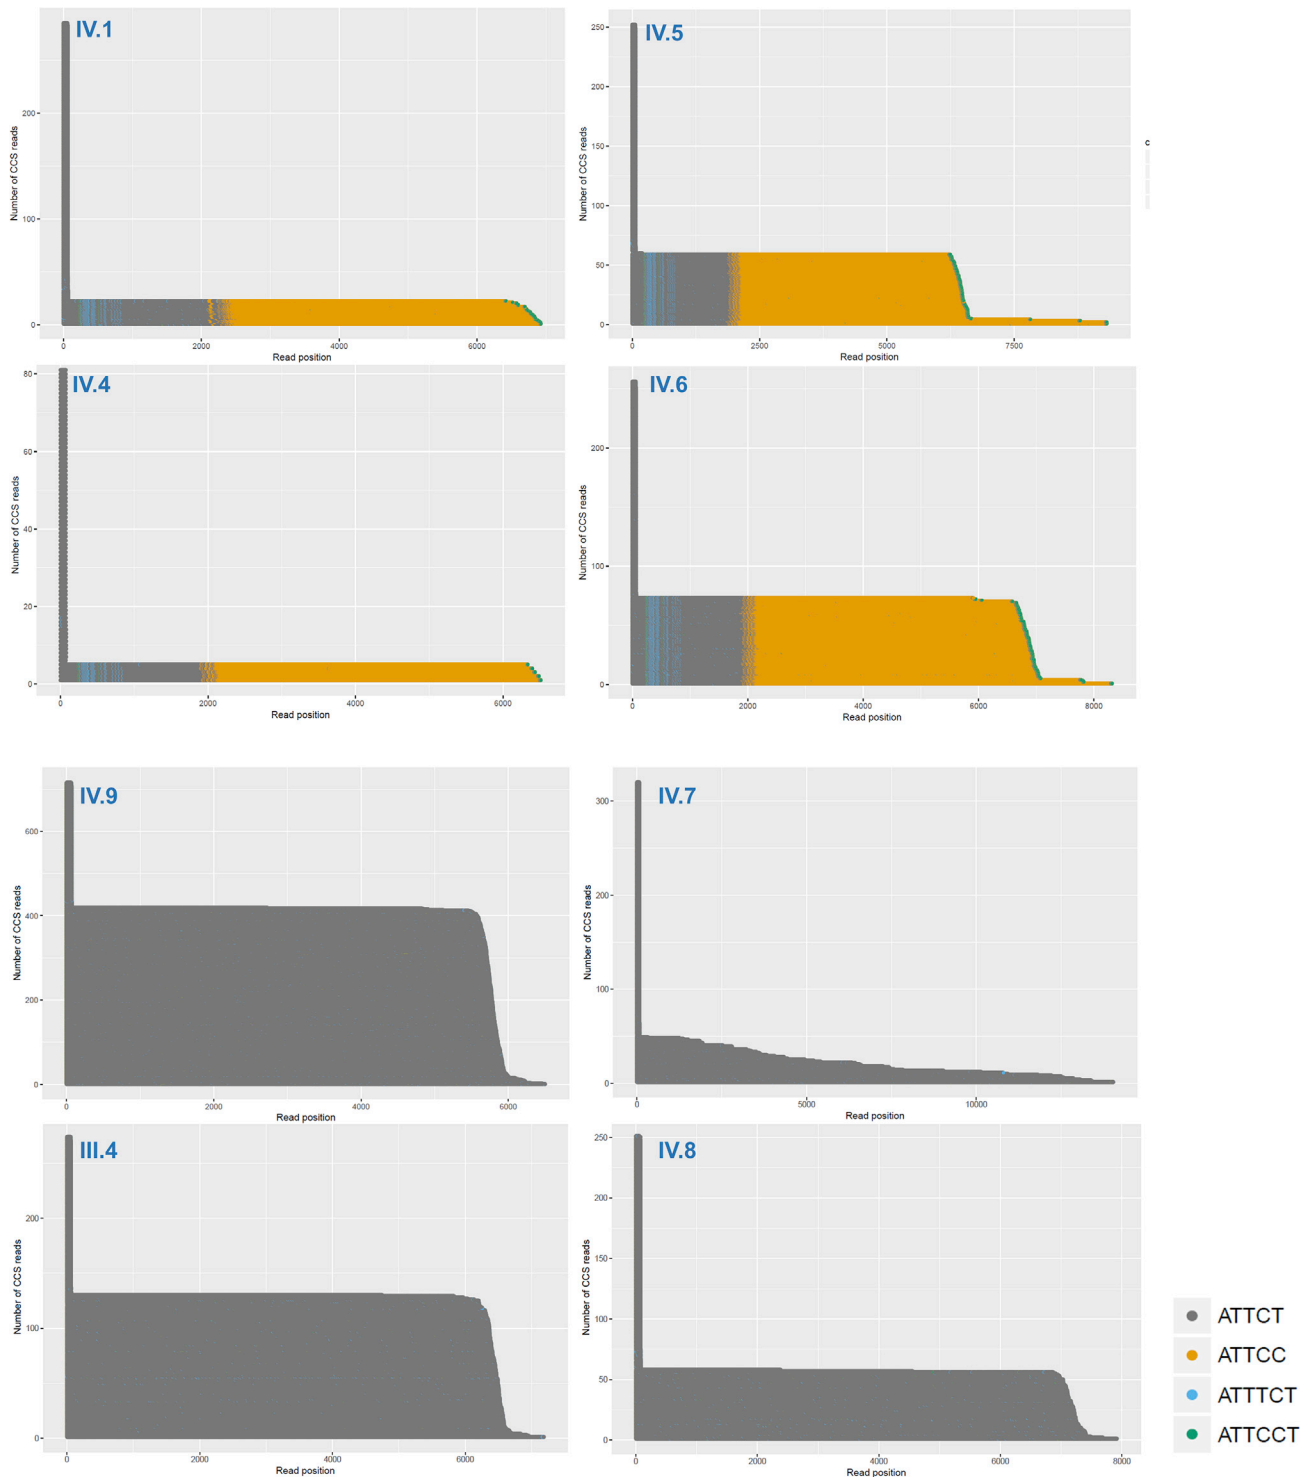 IV.1
Number of CCS reads
200
100
0
0 2000 4000 6000
Read position
IV.5
Number of CCS reads
250
200
150
100
50
0
0 2500 5000 7500
Read position
c
IV.4
Number of CCS reads
80
60
40
20
0
0 2000 4000 6000
Read position
IV.6
Number of CCS reads
200
100
0
0 2000 4000 6000 8000
Read position
IV.9
Number of CCS reads
600
400
200
0
0 2000 4000 6000
Read position
IV.7
Number of CCS reads
300
200
100
0
0 5000 10000
Read position
III.4
Number of CCS reads
200
100
0
0 2000 4000 6000
Read position
IV.8
Number of CCS reads
250
200
150
100
50
0
0 2000 4000 6000 8000
Read position
ATTCT
ATTCC
ATTTCT
ATTCCT